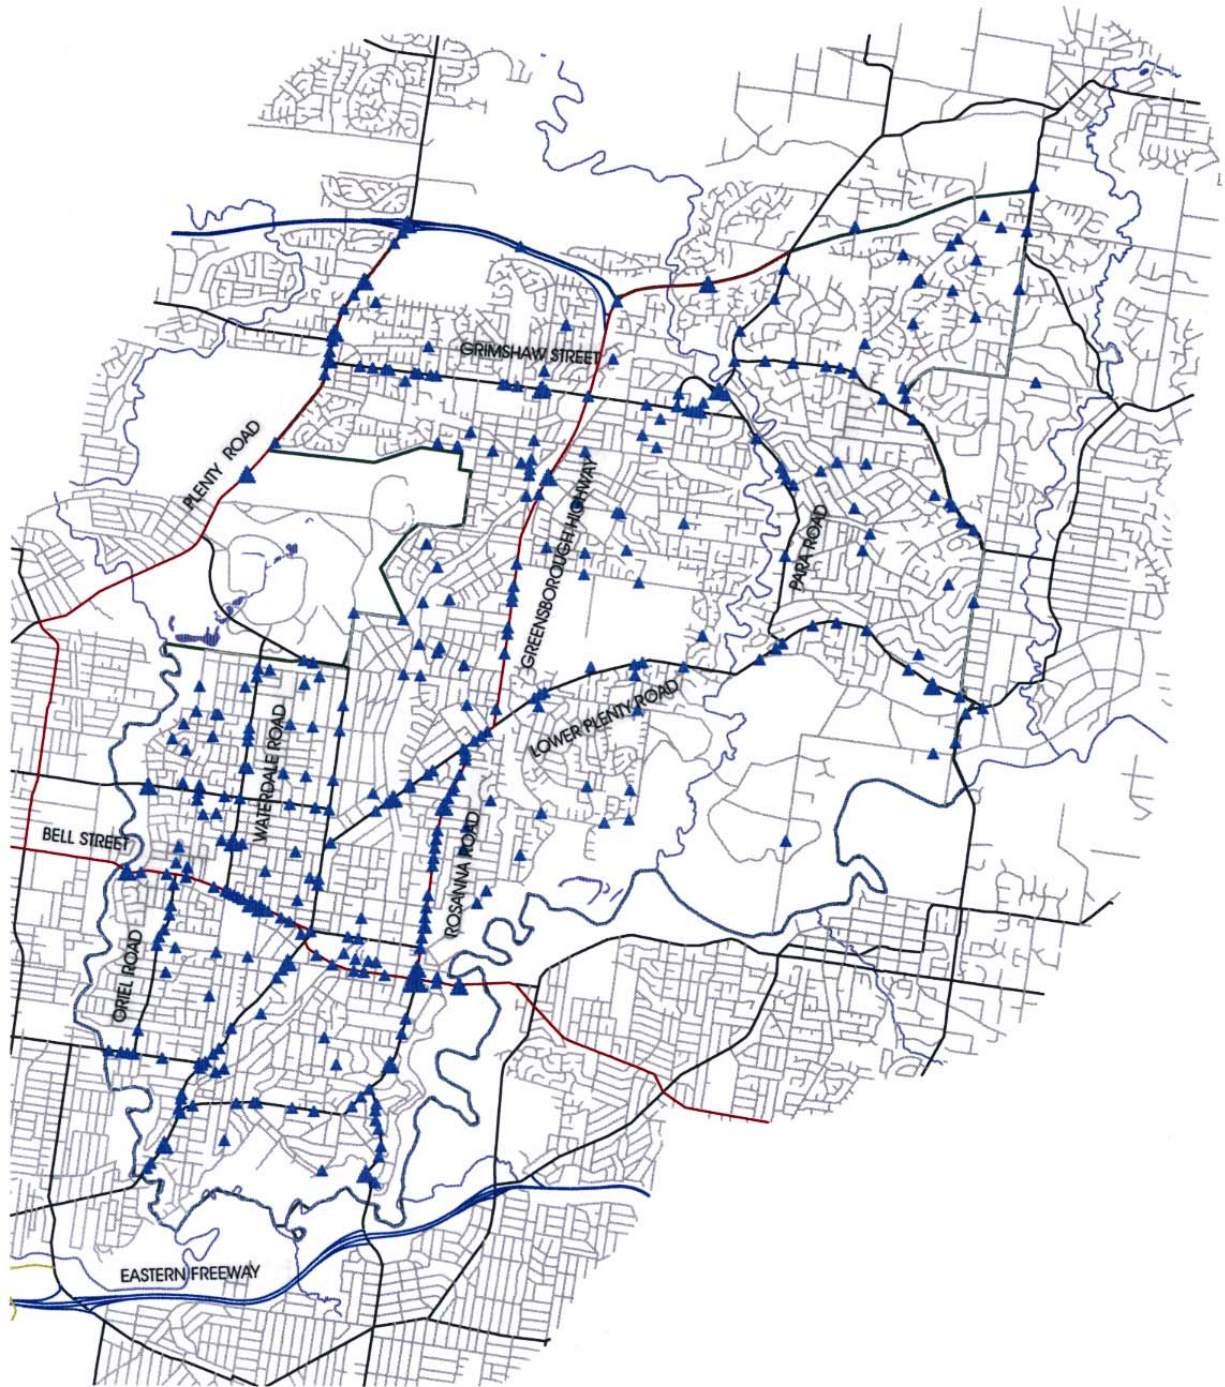 GRIMSHAW STREET
PLENTY ROAD
GREENSBOROUGH HIGHWAY
PARA ROAD
LOWER PLENTY ROAD
WATERDALE ROAD
BELL STREET
ROSANNA ROAD
ORIEL ROAD
EASTERN FREEWAY